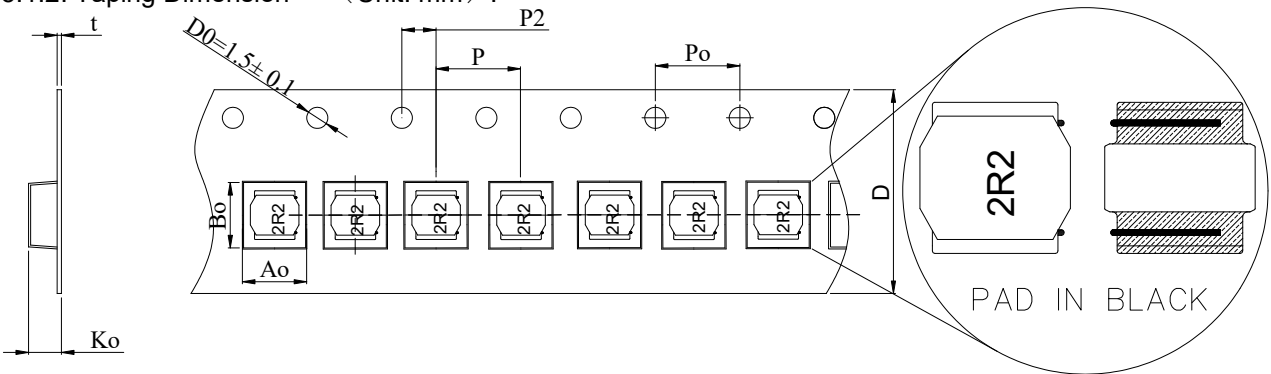 Taping Dimension （Unit: mm）:
t
D0=1.5± 0.1
P2
P
Po
D
Bo
Ao
Ko
2R2
2R2
2R2
2R2
2R2
2R2
2R2
2R2
PAD IN BLACK